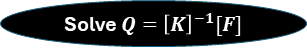 Solve Q = [K]⁻¹[F]